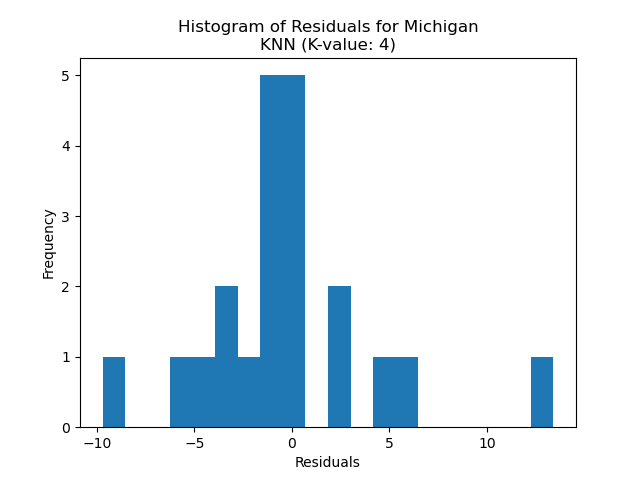 Histogram of Residuals for Michigan
KNN (K-value: 4)
5
4
3
2
1
0
Frequency
−10
−5
0
5
10
Residuals